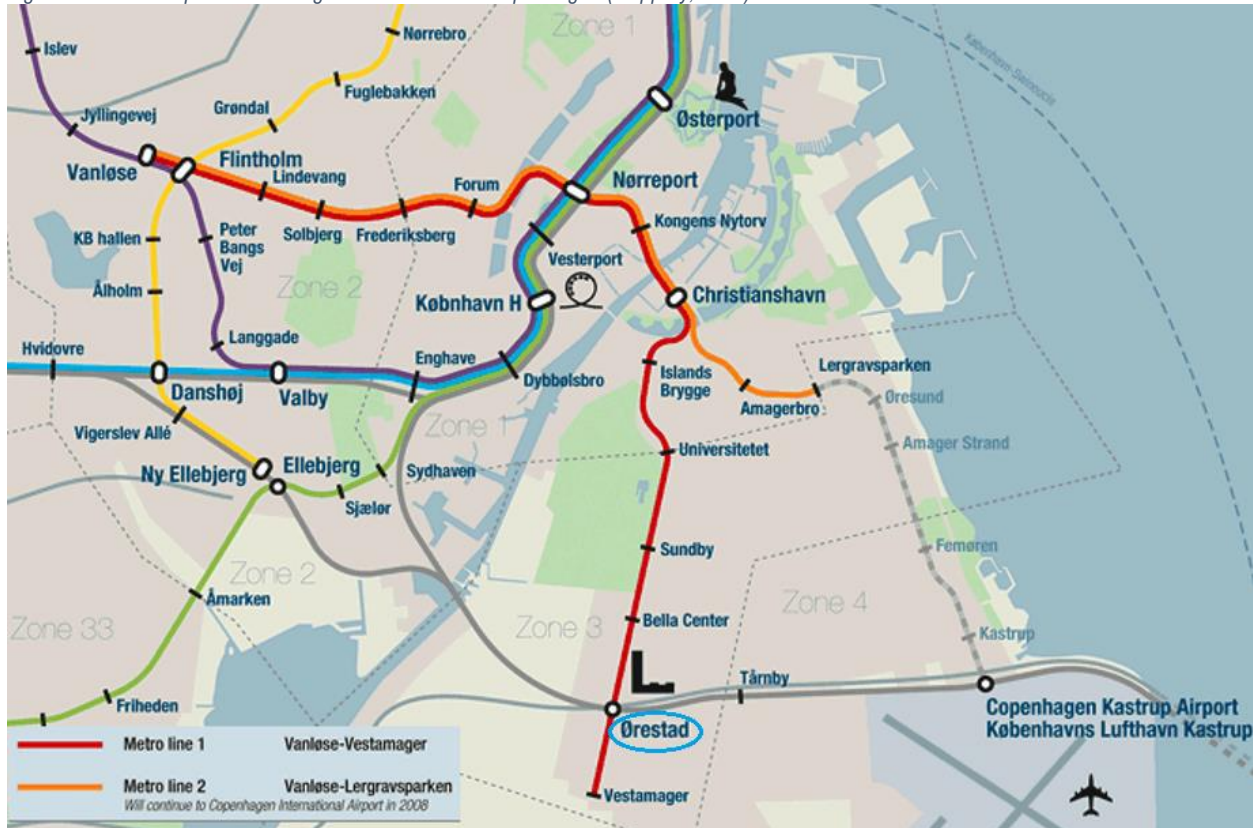 Zone 1
Nørrebro
Islev
København-Swinoucin
Fuglebakken
Grøndal
Jyllingevej
Østerport
Flintholm
Vanløse
Lindevang
Forum
Nørreport
Kongens Nytorv
KB hallen
Peter
Bangs
Vej
Solbjerg
Frederiksberg
Vesterport
Zone 2
Ålholm
Købnhavn H
Christianshavn
Langgade
Hvidovre
Enghave
Islands
Brygge
Lergravsparken
Danshøj
Valby
Dybbølsbro
Amagerbro
Øresund
Vigerslev Allé
Zone 1
Amager Strand
Universitetet
Ny Ellebjerg
Ellebjerg
Sydhaven
Sjælør
Sundby
Femøren
Zone 2
Åmarken
Zone 4
Zone 33
Zone 3
Bella Center
Kastrup
Tårnby
Friheden
Copenhagen Kastrup Airport
Københavns Lufthavn Kastrup
Ørestad
Metro line 1 Vanløse-Vestamager
Metro line 2 Vanløse-Lergravsparken
Will continue to Copenhagen International Airport in 2008
Vestamager